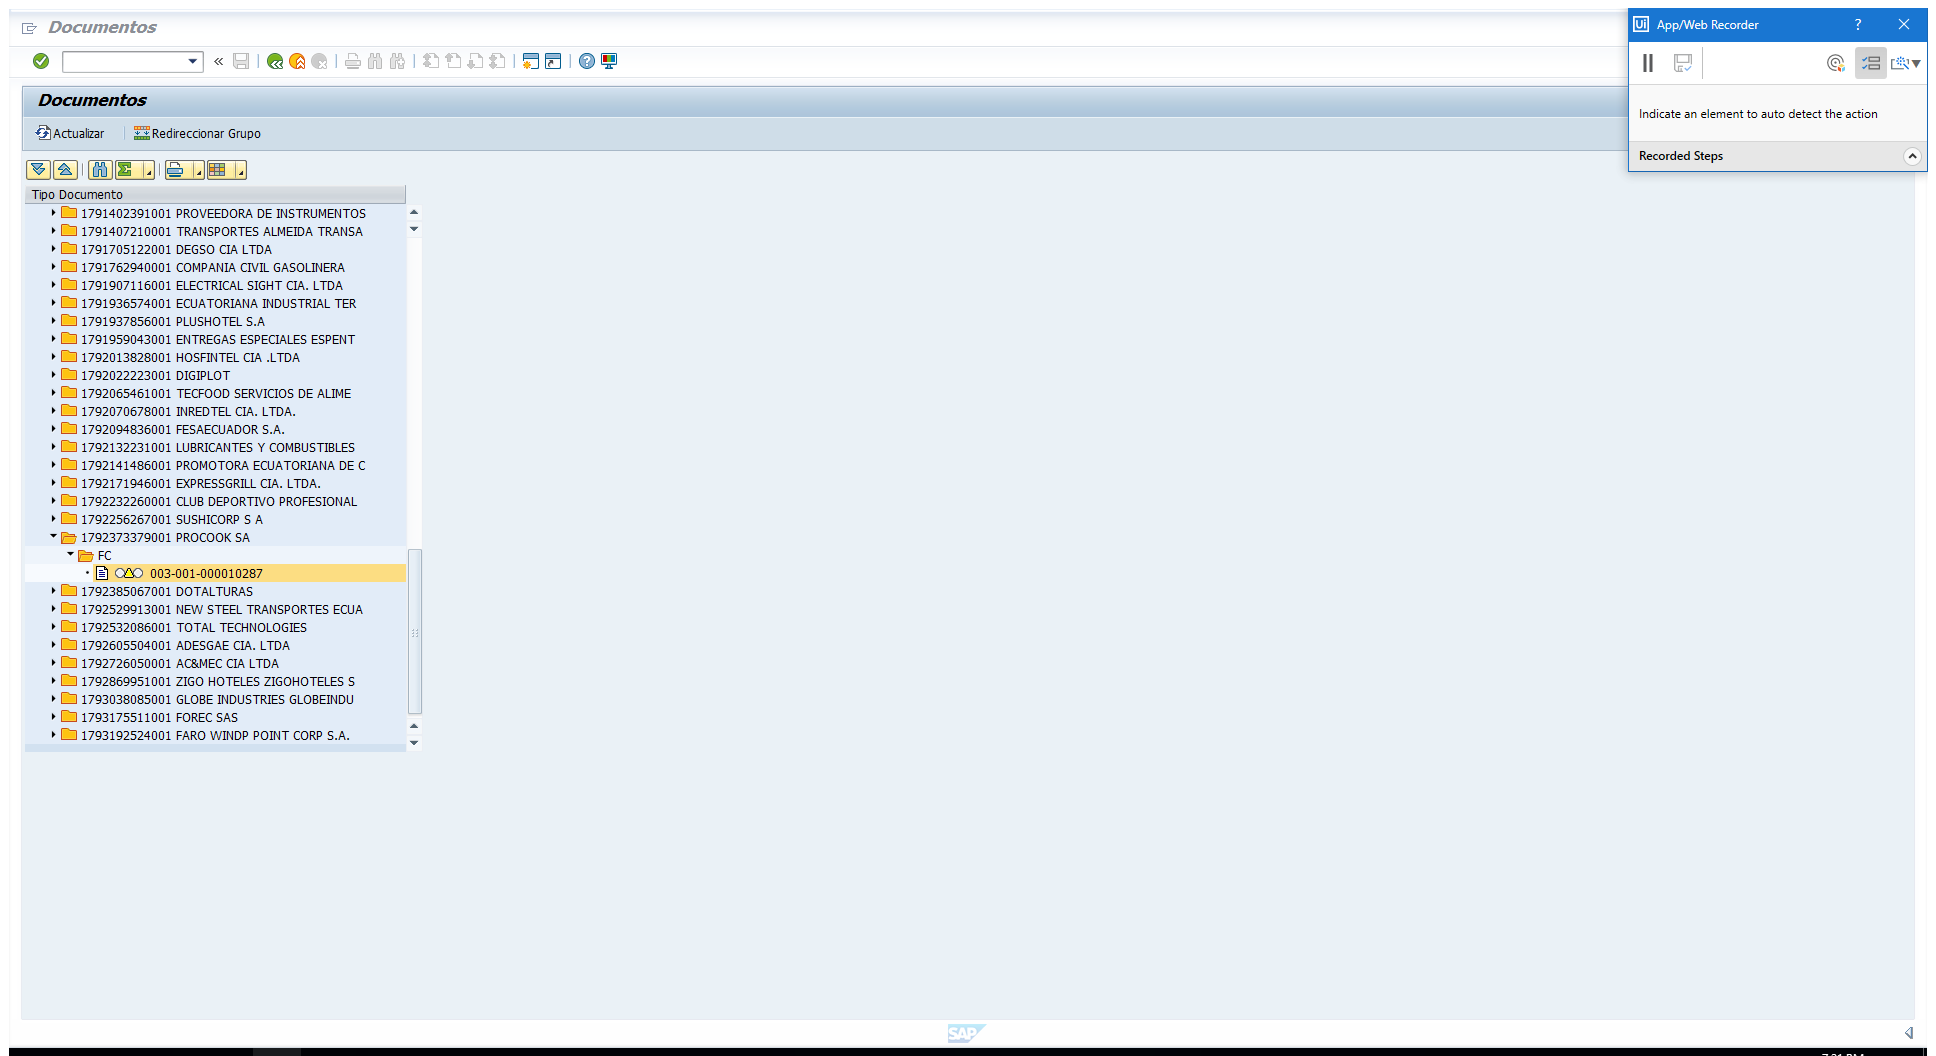 Documentos
Ui App/Web Recorder ?
Indicate an element to auto detect the action
Recorded Steps
Documentos
Actualizar Redireccionar Grupo
Tipo Documento
1791402391001 PROVEEDORA DE INSTRUMENTOS
1791407210001 TRANSPORTES ALMEIDA TRANSA
1791705122001 DEGSO CIA LTDA
1791762940001 COMPANIA CIVIL GASOLINERA
1791907116001 ELECTRICAL SIGHT CIA. LTDA
1791936574001 ECUATORIANA INDUSTRIAL TER
1791937856001 PLUSHOTEL S.A
1791959043001 ENTREGAS ESPECIALES ESPENT
1792013828001 HOSFINTEL CIA .LTDA
1792022223001 DIGIPLOT
1792065461001 TECFOOD SERVICIOS DE ALIME
1792070678001 INREDTEL CIA. LTDA.
1792094836001 FESAECUADOR S.A.
1792132231001 LUBRICANTES Y COMBUSTIBLES
1792141486001 PROMOTORA ECUATORIANA DE C
1792171946001 EXPRESSGRILL CIA. LTDA.
1792232260001 CLUB DEPORTIVO PROFESIONAL
1792256267001 SUSHICORP S A
1792373379001 PROCOOK SA
FC
003-001-000010287
1792385067001 DOTALTURAS
1792529913001 NEW STEEL TRANSPORTES ECUA
1792532086001 TOTAL TECHNOLOGIES
1792605504001 ADESGAE CIA. LTDA
1792726050001 AC&MEC CIA LTDA
1792869951001 ZIGO HOTELES ZIGOHOTELES S
1793038085001 GLOBE INDUSTRIES GLOBEINDU
1793175511001 FOREC SAS
1793192524001 FARO WINDP POINT CORP S.A.
SAP